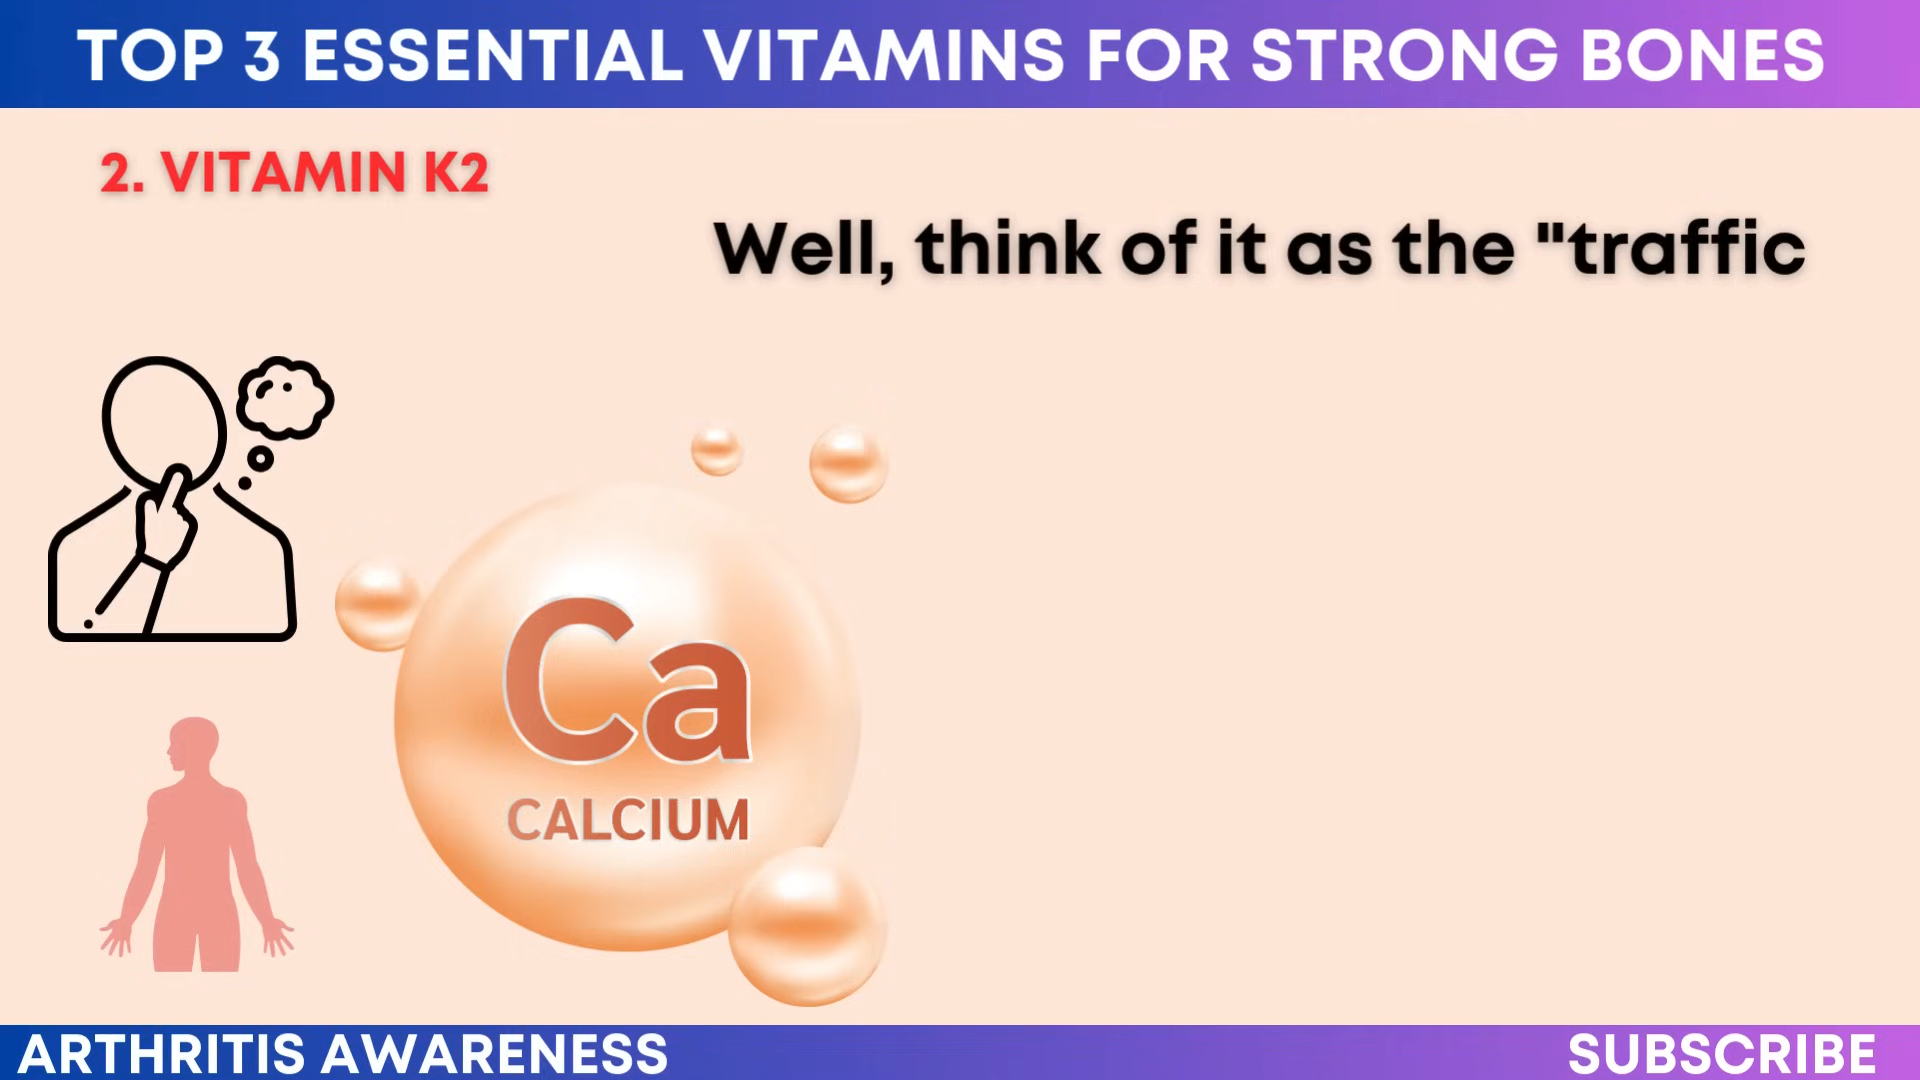 TOP 3 ESSENTIAL VITAMINS FOR STRONG BONES
2. VITAMIN K2
Well, think of it as the "traffic
Ca
CALCIUM
ARTHRITIS AWARENESS
SUBSCRIBE